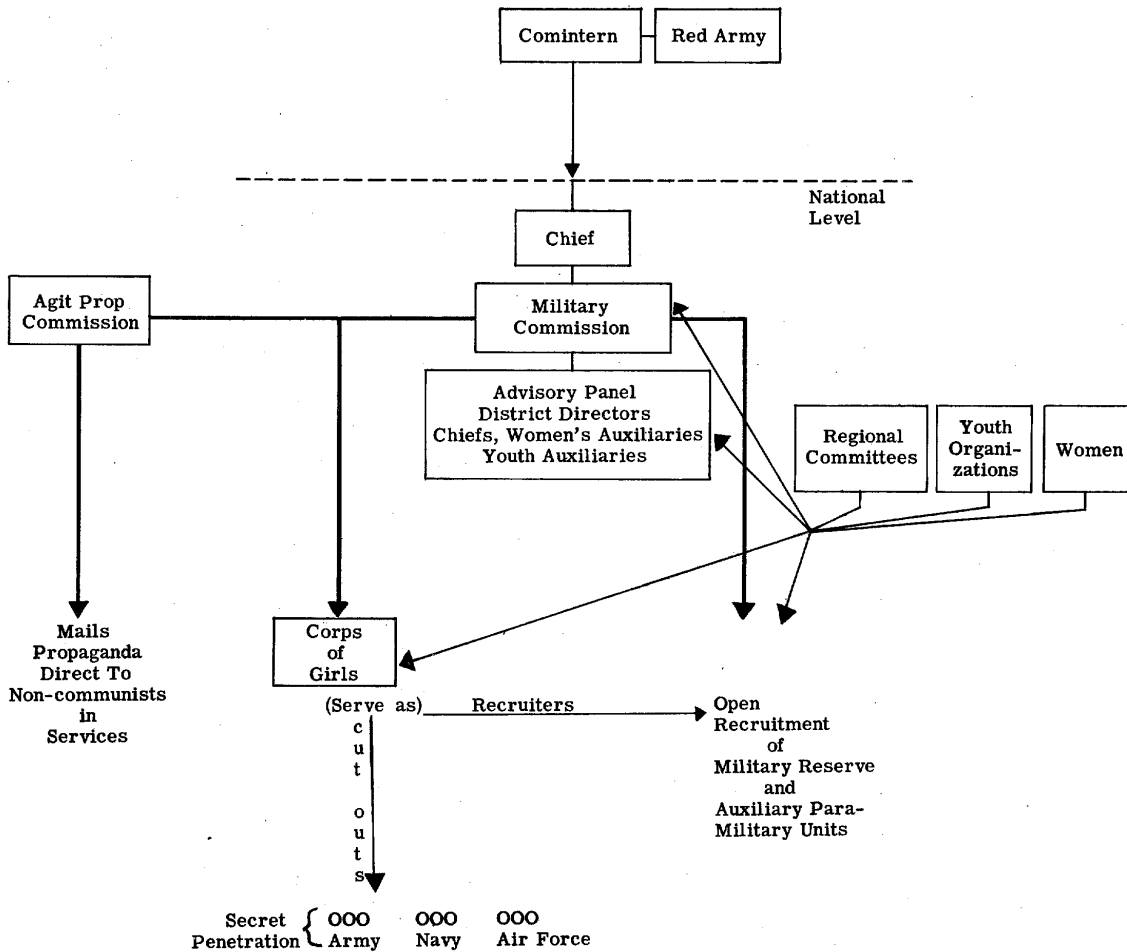 Comintern
Red Army
National
Level
Chief
Agit Prop
Commission
Military
Commission
Advisory Panel
District Directors
Chiefs, Women's Auxiliaries
Youth Auxiliaries
Regional
Committees
Youth
Organi-
zations
Women
Mails
Propaganda
Direct To
Non-communists
in
Services
Corps
of
Girls
(Serve as) Recruiters
cut outs
Open
Recruitment
of
Military Reserve
and
Auxiliary Para-
Military Units
Secret
Penetration
OOO OOO OOO
Army Navy Air Force